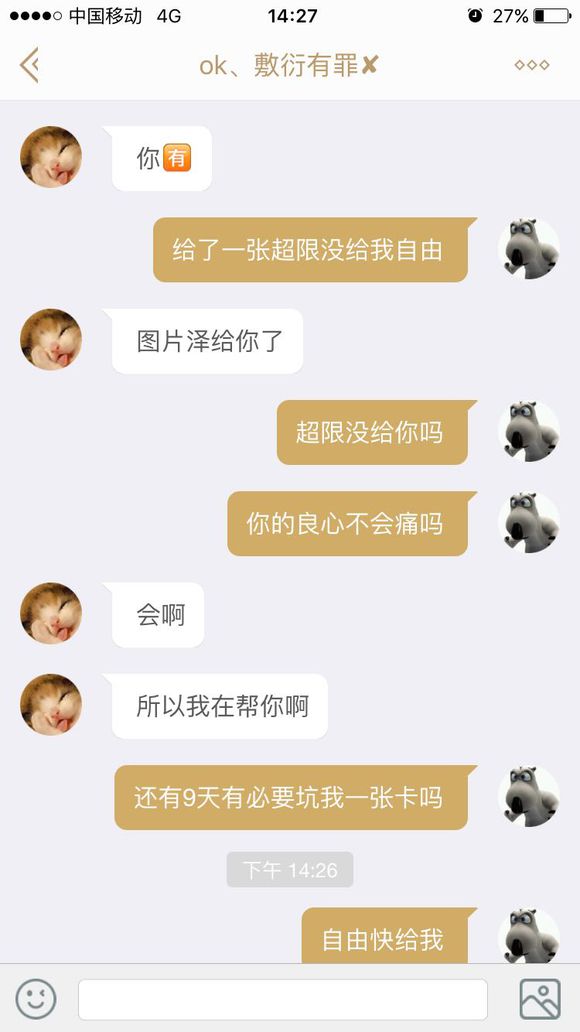 中国移动 4G 14:27 27%
ok、敷衍有罪✘
你🈶
给了一张超限没给我自由
图片泽给你了
超限没给你吗
你的良心不会痛吗
会啊
所以我在帮你啊
还有9天有必要坑我一张卡吗
下午 14:26
自由快给我